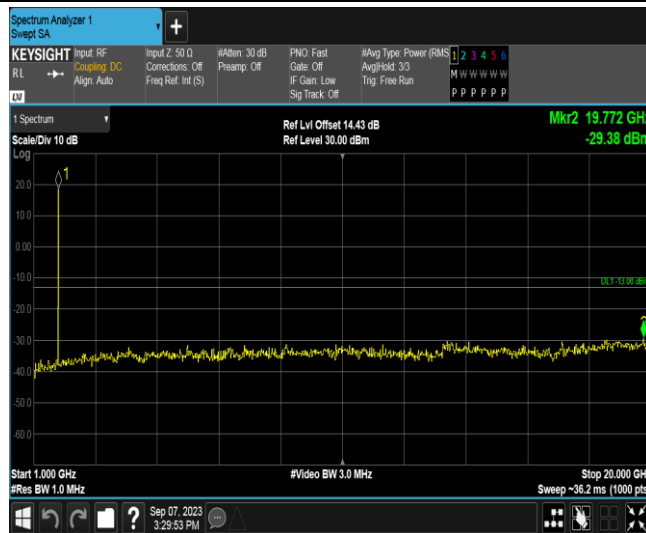 Spectrum Analyzer 1
Swept SA
+
KEYSIGHT
RL
LXI
Input: RF
Coupling: DC
Align: Auto
Input Z: 50 Ω
Corrections: Off
Freq Ref: Int (S)
#Atten: 30 dB
Preamp: Off
PNO: Fast
Gate: Off
IF Gain: Low
Sig Track: Off
#Avg Type: Power (RMS
Avg|Hold: 3/3
Trig: Free Run
1 2 3 4 5 6
M W W W W W
P P P P P P
1 Spectrum
Scale/Div 10 dB
Log
Ref Lvl Offset 14.43 dB
Ref Level 30.00 dBm
Mkr2 19.772 GHz
-29.38 dBm
1
20.0
10.0
0.00
-10.0
DL1 -13.00 dBm
-20.0
-30.0
-40.0
-50.0
-60.0
Start 1.000 GHz
#Res BW 1.0 MHz
#Video BW 3.0 MHz
Stop 20.000 GHz
Sweep ~36.2 ms (1000 pts)
?
Sep 07, 2023
3:29:53 PM